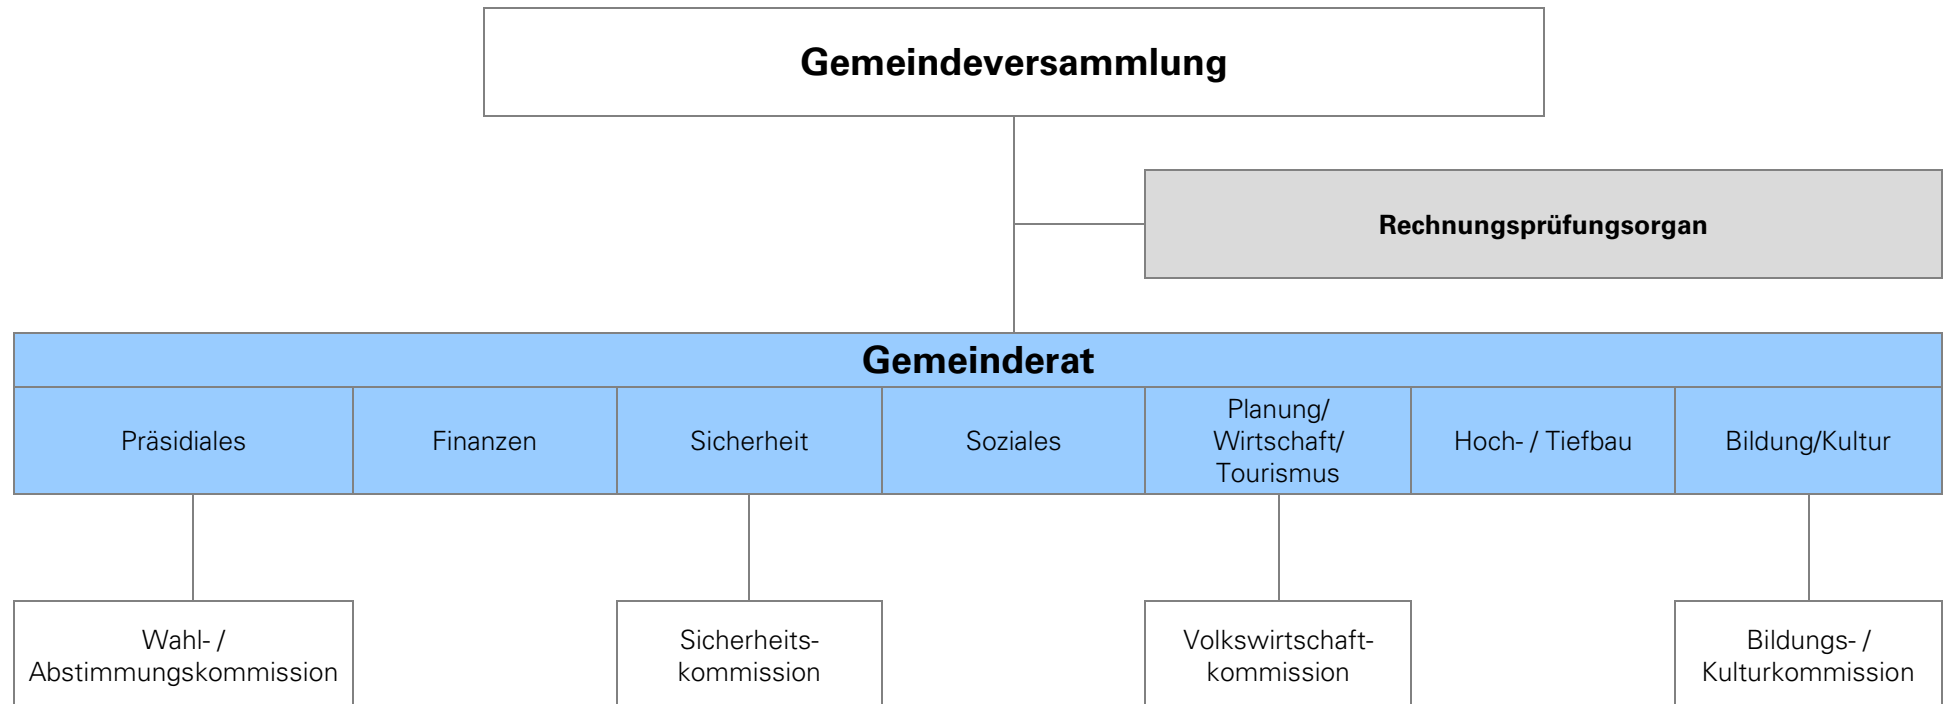 Gemeindeversammlung
Rechnungsprüfungsorgan
Gemeinderat
Präsidiales
Finanzen
Sicherheit
Soziales
Planung/
Wirtschaft/
Tourismus
Hoch- / Tiefbau
Bildung/Kultur
Wahl- /
Abstimmungskommission
Sicherheits-
kommission
Volkswirtschaft-
kommission
Bildungs- /
Kulturkommission